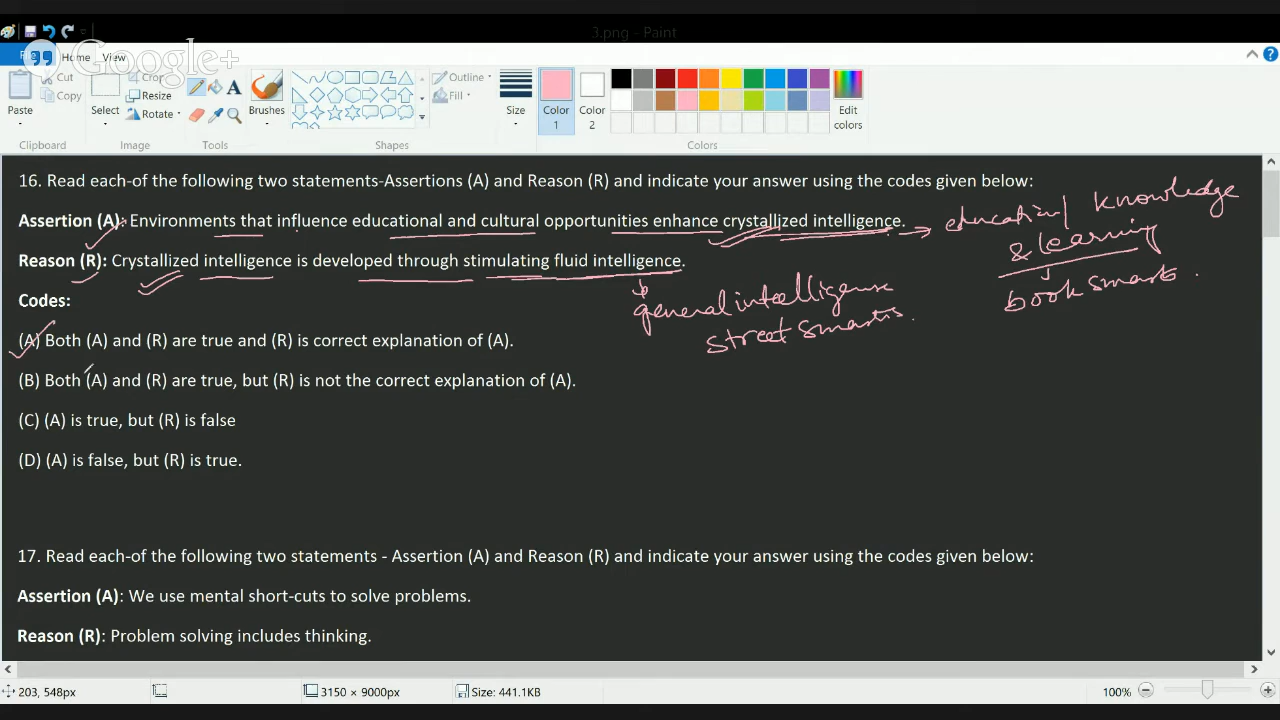 3.png - Paint
Google+
File Home View
Cut
Copy
Paste
Clipboard
Crop
Resize
Rotate
Select
Image
Tools
Brushes
Shapes
Outline
Fill
Size
Color 1
Color 2
Edit colors
Colors
16. Read each-of the following two statements-Assertions (A) and Reason (R) and indicate your answer using the codes given below:
Assertion (A): Environments that influence educational and cultural opportunities enhance crystallized intelligence.
education/ knowledge
& learning
book smarts.
Reason (R): Crystallized intelligence is developed through stimulating fluid intelligence.
general intelligense
street smarts.
Codes:
(A) Both (A) and (R) are true and (R) is correct explanation of (A).
(B) Both (A) and (R) are true, but (R) is not the correct explanation of (A).
(C) (A) is true, but (R) is false
(D) (A) is false, but (R) is true.
17. Read each-of the following two statements - Assertion (A) and Reason (R) and indicate your answer using the codes given below:
Assertion (A): We use mental short-cuts to solve problems.
Reason (R): Problem solving includes thinking.
203, 548px
3150 × 9000px
Size: 441.1KB
100%